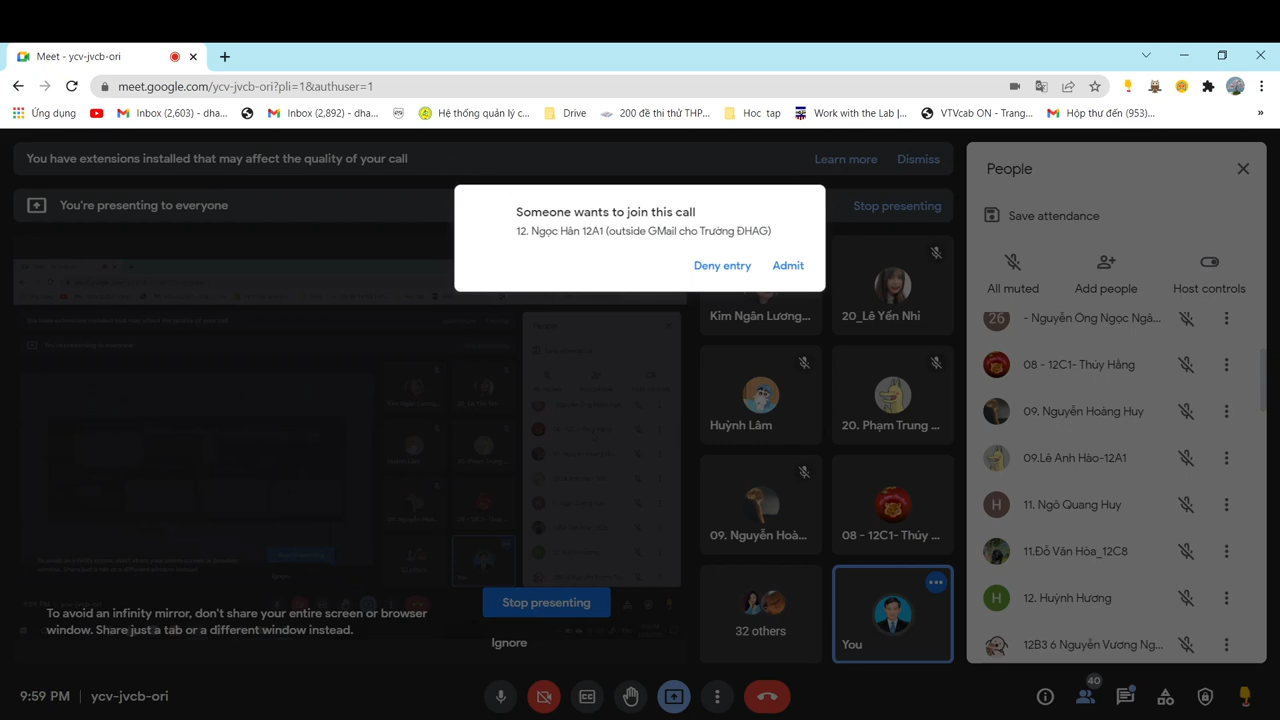 Meet - ycv-jvcb-ori
meet.google.com/ycv-jvcb-ori?pli=1&authuser=1
Ứng dụng
Inbox (2,603) - dha...
Inbox (2,892) - dha...
Hệ thống quản lý c...
Drive
200 đề thi thử THP...
Hoc tap
Work with the Lab |...
VTVcab ON - Trang...
Hộp thư đến (953)...
»
You have extensions installed that may affect the quality of your call
Learn more
Dismiss
You're presenting to everyone
Stop presenting
Someone wants to join this call
12. Ngọc Hân 12A1 (outside GMail cho Trường ĐHAG)
Deny entry
Admit
Kim Ngân Lương...
20_Lê Yến Nhi
Huỳnh Lâm
20. Phạm Trung ...
09. Nguyễn Hoà...
08 - 12C1- Thúy ...
32 others
You
To avoid an infinity mirror, don't share your entire screen or browser
window. Share just a tab or a different window instead.
Stop presenting
Ignore
People
Save attendance
All muted
Add people
Host controls
26
- Nguyễn Ông Ngọc Ngâ...
08 - 12C1- Thúy Hằng
09. Nguyễn Hoàng Huy
09.Lê Anh Hào-12A1
H
11. Ngô Quang Huy
11.Đỗ Văn Hòa_12C8
H
12. Huỳnh Hương
12B3 6 Nguyễn Vương Ng...
9:59 PM
ycv-jvcb-ori
CC
40